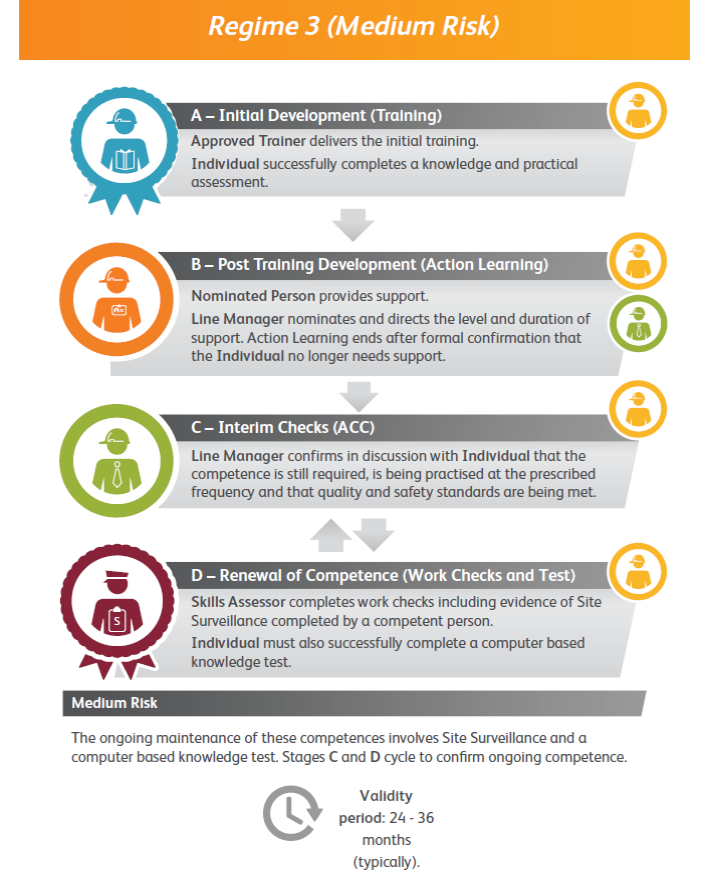 Regime 3 (Medium Risk)
A – Initial Development (Training)
Approved Trainer delivers the initial training.
Individual successfully completes a knowledge and practical
assessment.
B – Post Training Development (Action Learning)
Nominated Person provides support.
Line Manager nominates and directs the level and duration of
support. Action Learning ends after formal confirmation that
the Individual no longer needs support.
C – Interim Checks (ACC)
Line Manager confirms in discussion with Individual that the
competence is still required, is being practised at the prescribed
frequency and that quality and safety standards are being met.
D – Renewal of Competence (Work Checks and Test)
Skills Assessor completes work checks including evidence of Site
Surveillance completed by a competent person.
S
Individual must also successfully complete a computer based
knowledge test.
Medium Risk
The ongoing maintenance of these competences involves Site Surveillance and a
computer based knowledge test. Stages C and D cycle to confirm ongoing competence.
Validity
period: 24 - 36
months
(typically).